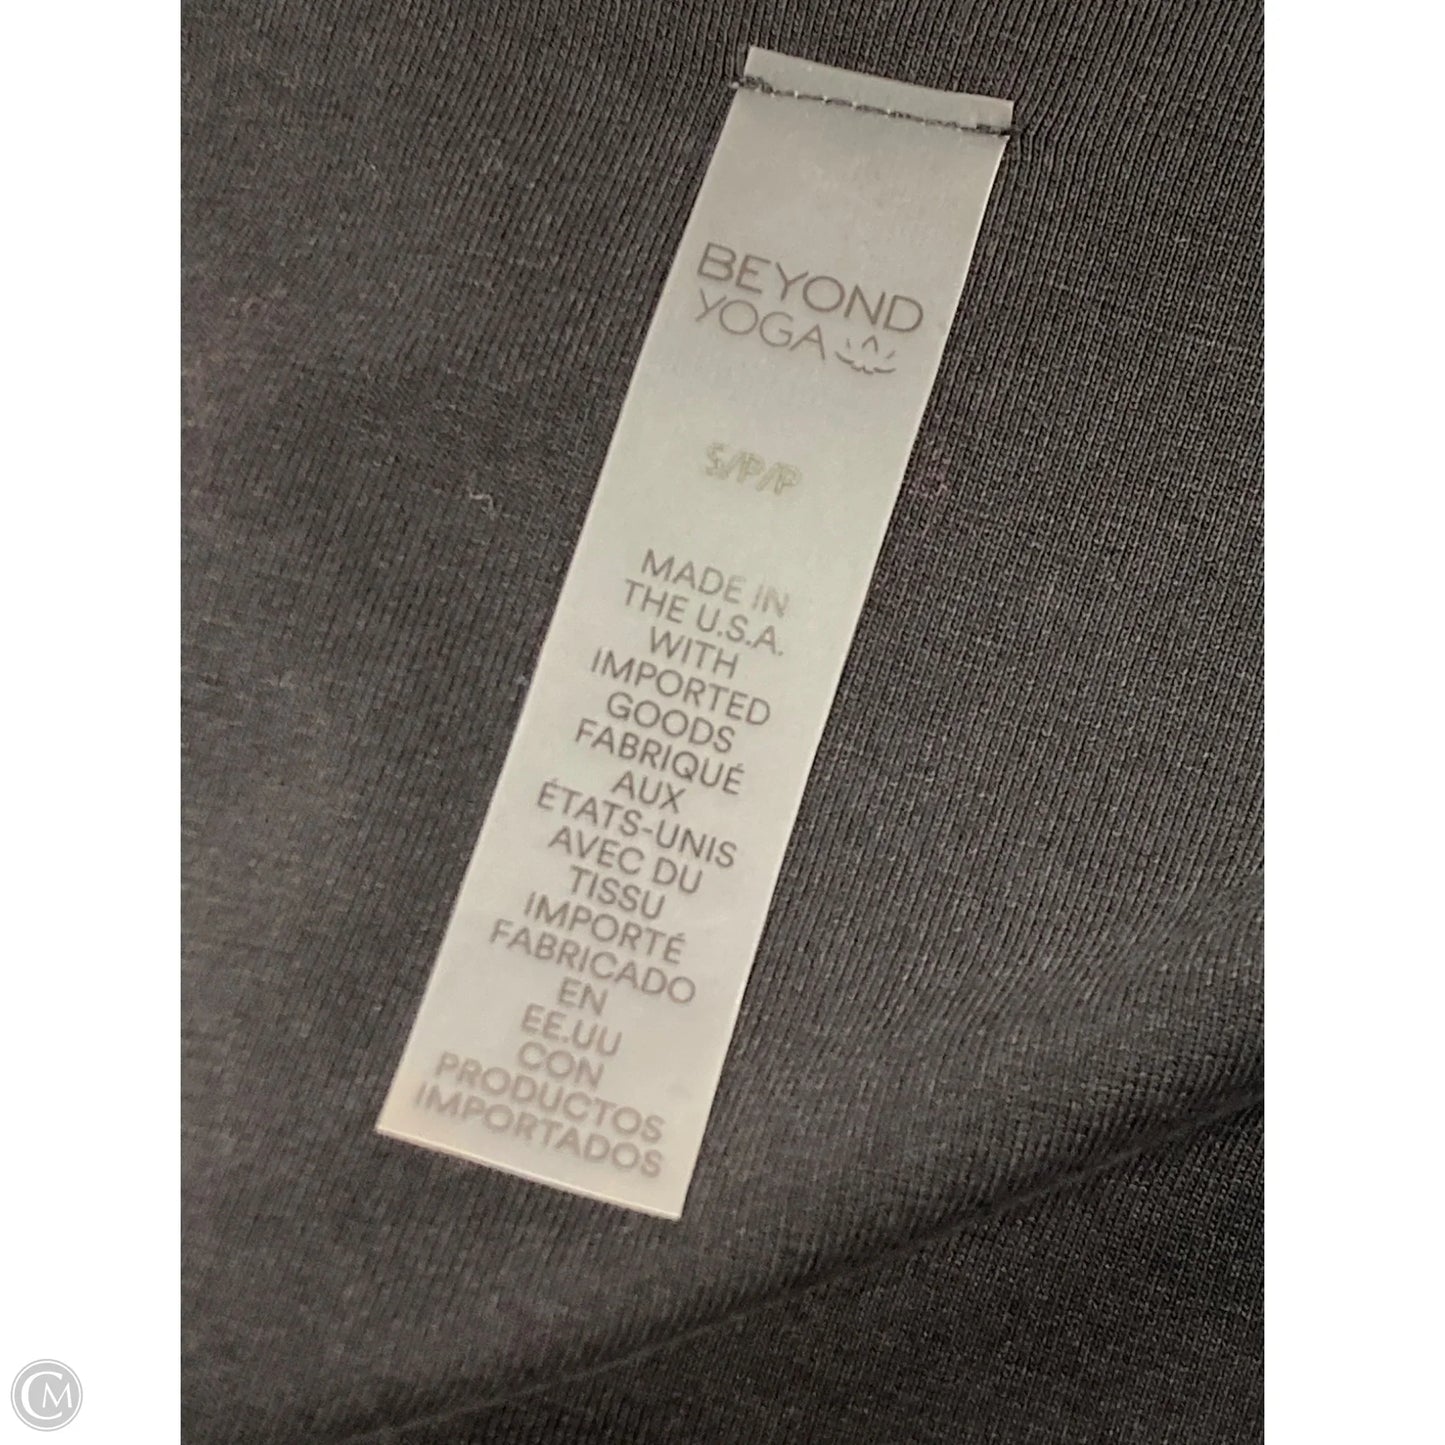 BEYOND
YOGA
S/P/P
MADE IN
THE U.S.A.
WITH
IMPORTED
GOODS
FABRIQUÉ
AUX
ÉTATS-UNIS
AVEC DU
TISSU
IMPORTÉ
FABRICADO
EN
EE.UU
CON
PRODUCTOS
IMPORTADOS
CM